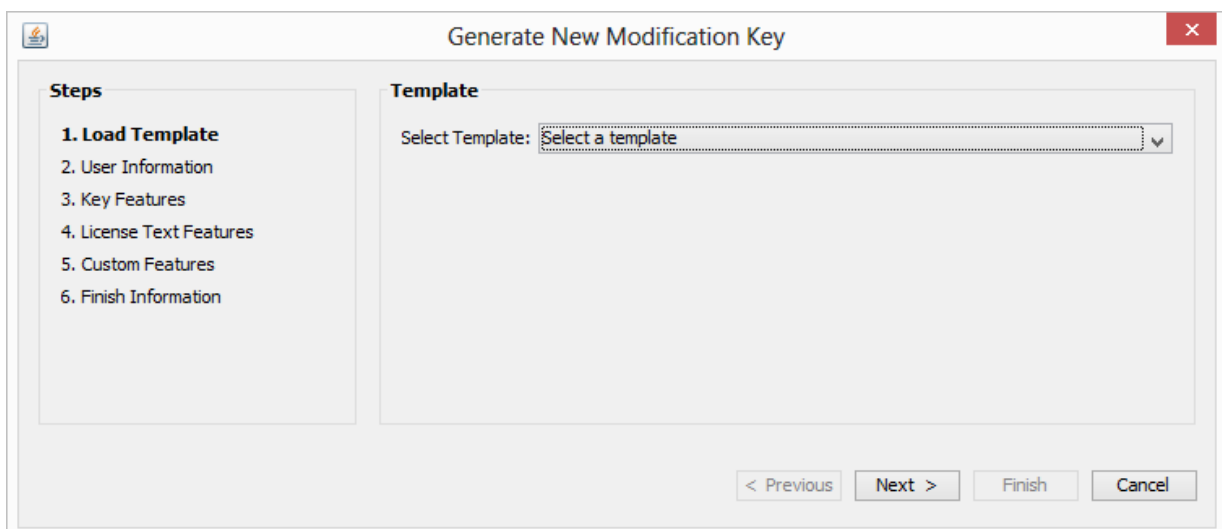 Generate New Modification Key
Steps
1. Load Template
2. User Information
3. Key Features
4. License Text Features
5. Custom Features
6. Finish Information
Template
Select Template: Select a template
< Previous Next > Finish Cancel